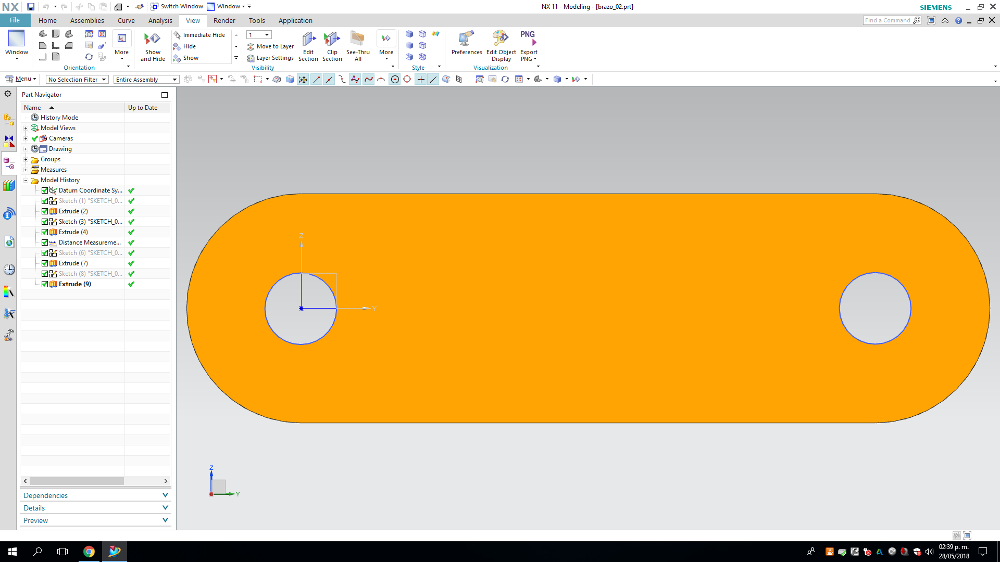 NX
Switch Window
Window
NX 11 - Modeling - [brazo_02.prt]
SIEMENS
File
Home
Assemblies
Curve
Analysis
View
Render
Tools
Application
Find a Command
Window
More
Orientation
Show and Hide
Immediate Hide
Hide
Show
1
Move to Layer
Layer Settings
Edit Section
Clip Section
See-Thru All
More
Visibility
Style
Preferences
Edit Object Display
PNG
Export PNG
Visualization
Menu
No Selection Filter
Entire Assembly
Part Navigator
Name
Up to Date
History Mode
Model Views
Cameras
Drawing
Groups
Measures
Model History
Datum Coordinate Sy...
Sketch (1) "SKETCH_0...
Extrude (2)
Sketch (3) "SKETCH_0...
Extrude (4)
Distance Measureme...
Sketch (6) "SKETCH_0...
Extrude (7)
Sketch (8) "SKETCH_0...
Extrude (9)
Dependencies
Details
Preview
Z
Y
Z
Y
02:39 p. m.
28/05/2018